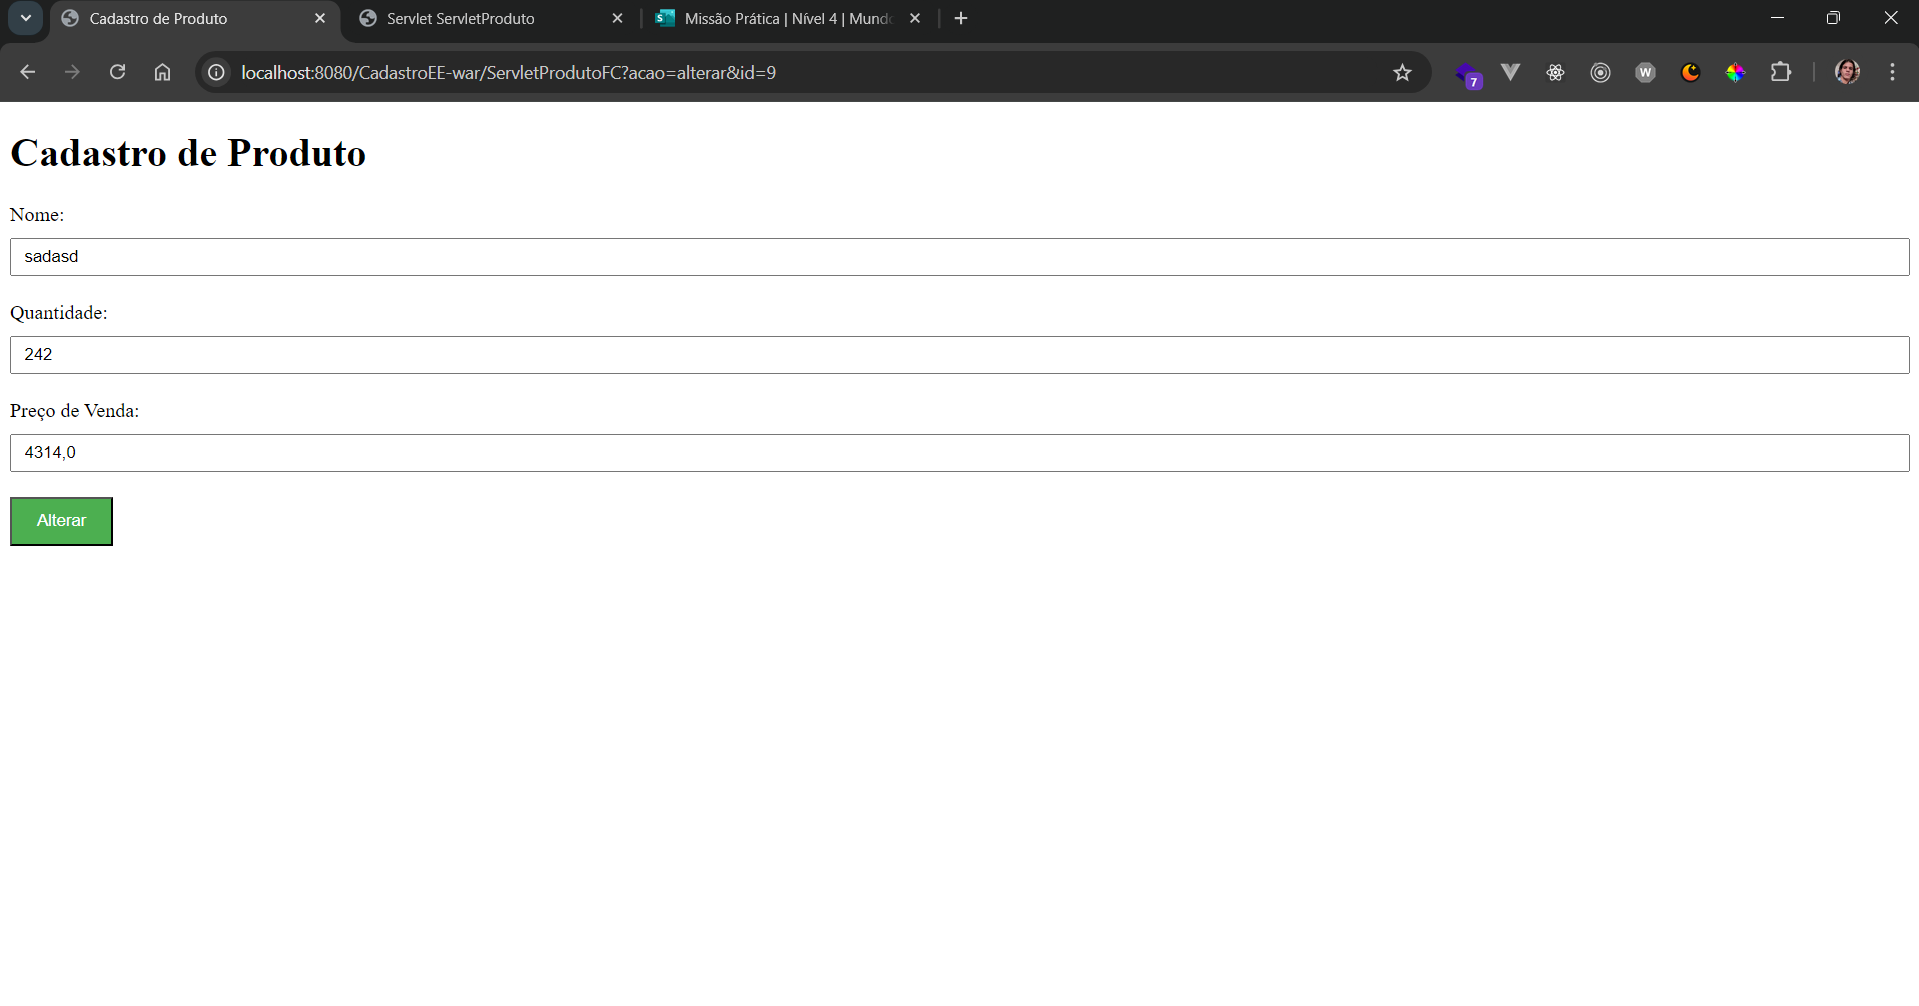 Cadastro de Produto
Servlet ServletProduto
Missão Prática | Nível 4 | Mund
localhost:8080/CadastroEE-war/ServletProdutoFC?acao=alterar&id=9
7
W
Cadastro de Produto
Nome:
sadasd
Quantidade:
242
Preço de Venda:
4314,0
Alterar